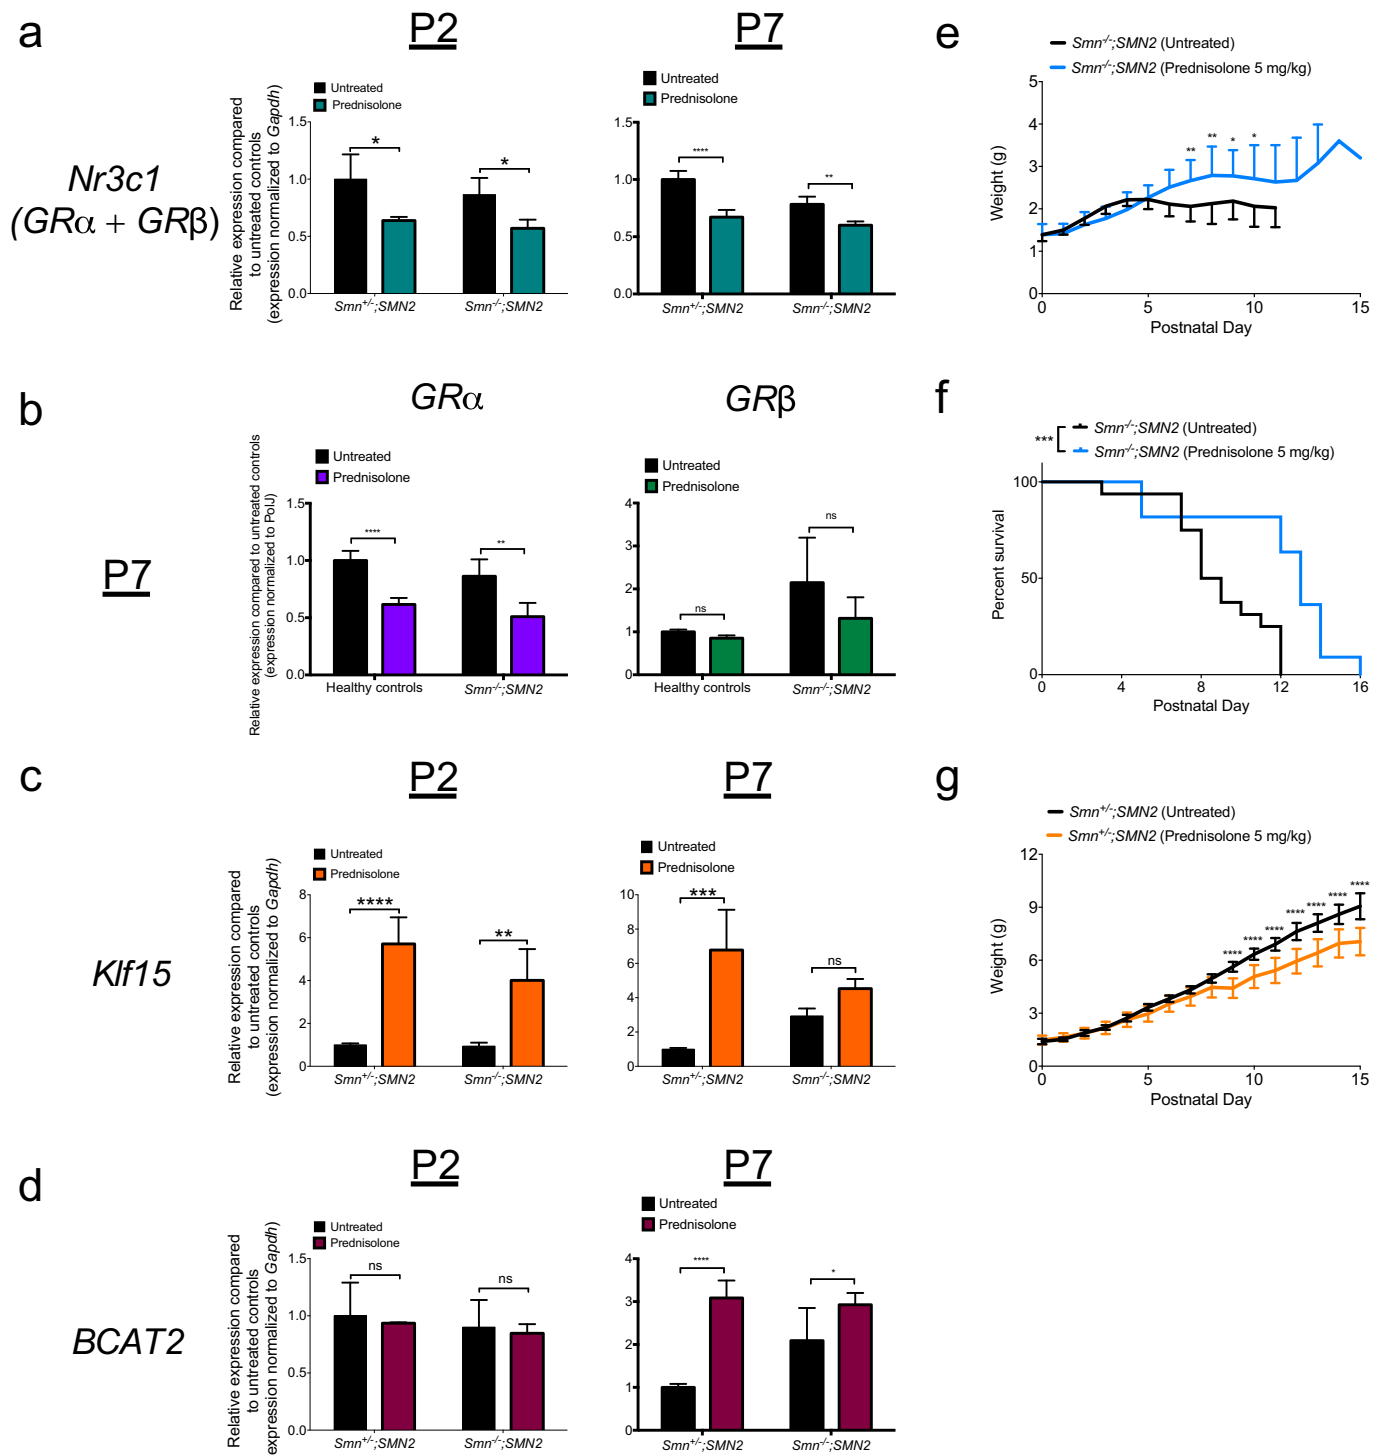 a
P2
P7
Nr3c1
(GRα + GRβ)
Relative expression compared
to untreated controls
(expression normalized to Gapdh)
Untreated
Prednisolone
1.5
1.0
0.5
0.0
*
*
Smn+/-;SMN2
Smn-/-;SMN2
Untreated
Prednisolone
1.5
1.0
0.5
0.0
****
**
Smn+/-;SMN2
Smn-/-;SMN2
e
Smn-/-;SMN2 (Untreated)
Smn-/-;SMN2 (Prednisolone 5 mg/kg)
Weight (g)
5
4
3
2
1
0
** ** * *
0 5 10 15
Postnatal Day
b
GRα
GRβ
P7
Relative expression compared to untreated controls
(expression normalized to PolJ)
Untreated
Prednisolone
1.5
1.0
0.5
0.0
****
**
Healthy controls
Smn-/-;SMN2
Untreated
Prednisolone
4
3
2
1
0
ns
ns
Healthy controls
Smn-/-;SMN2
f
***
Smn-/-;SMN2 (Untreated)
Smn-/-;SMN2 (Prednisolone 5 mg/kg)
Percent survival
100
50
0
0 4 8 12 16
Postnatal Day
c
P2
P7
Klf15
Relative expression compared
to untreated controls
(expression normalized to Gapdh)
Untreated
Prednisolone
8
6
4
2
0
****
**
Smn+/-;SMN2
Smn-/-;SMN2
Untreated
Prednisolone
10
8
6
4
2
0
***
ns
Smn+/-;SMN2
Smn-/-;SMN2
g
Smn+/-;SMN2 (Untreated)
Smn+/-;SMN2 (Prednisolone 5 mg/kg)
Weight (g)
12
9
6
3
0
**** **** **** **** **** **** ****
0 5 10 15
Postnatal Day
d
P2
P7
BCAT2
Relative expression compared
to untreated controls
(expression normalized to Gapdh)
Untreated
Prednisolone
1.5
1.0
0.5
0.0
ns
ns
Smn+/-;SMN2
Smn-/-;SMN2
Untreated
Prednisolone
4
3
2
1
0
****
*
Smn+/-;SMN2
Smn-/-;SMN2